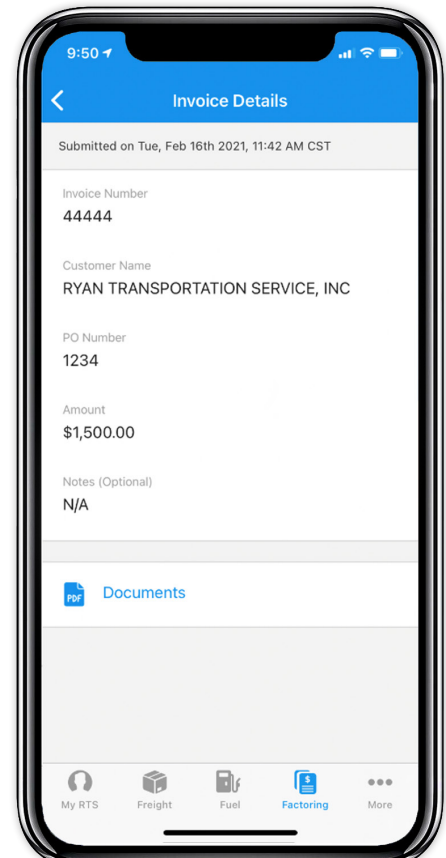 9:50
Invoice Details
Submitted on Tue, Feb 16th 2021, 11:42 AM CST
Invoice Number
44444
Customer Name
RYAN TRANSPORTATION SERVICE, INC
PO Number
1234
Amount
$1,500.00
Notes (Optional)
N/A
PDF Documents
$
My RTS Freight Fuel Factoring More